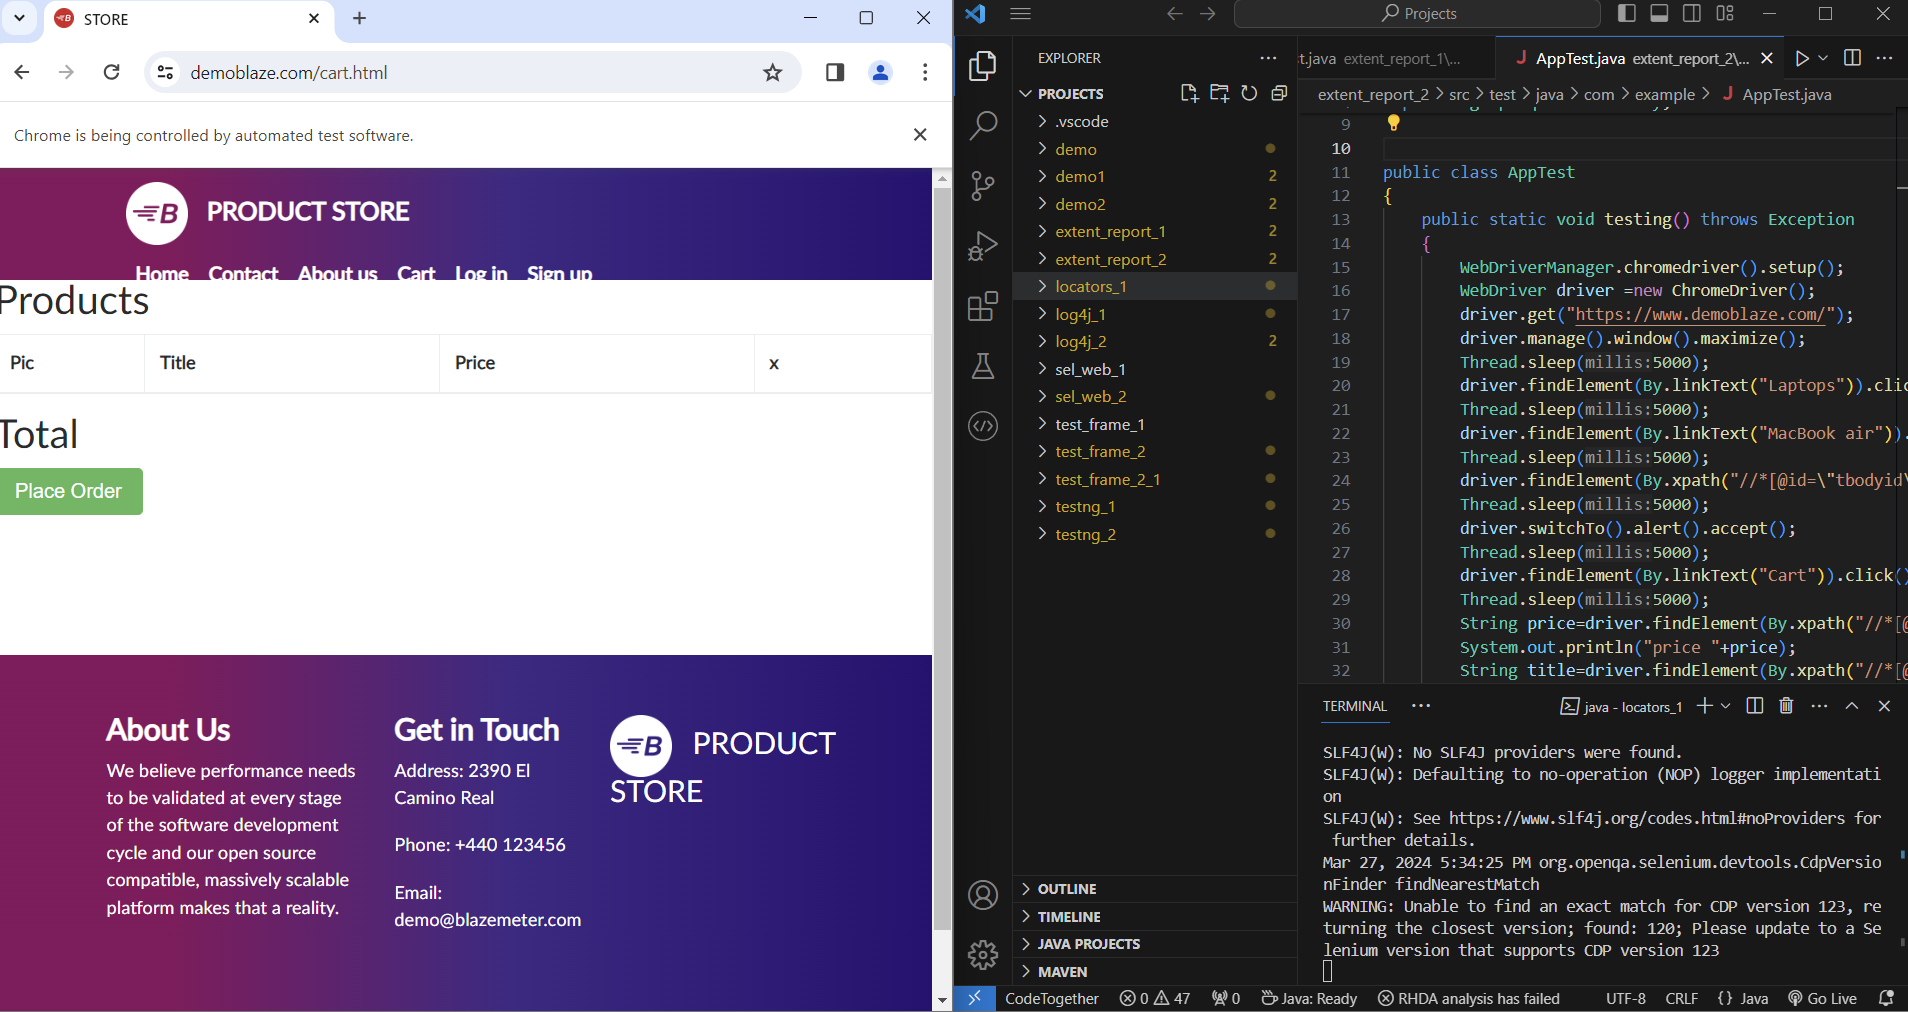 STORE
demoblaze.com/cart.html
Chrome is being controlled by automated test software.
B PRODUCT STORE
Home Contact About us Cart Log in Sign up
Products
Pic Title Price x
Total
Place Order
About Us
We believe performance needs
to be validated at every stage
of the software development
cycle and our open source
compatible, massively scalable
platform makes that a reality.
Get in Touch
Address: 2390 El
Camino Real
Phone: +440 123456
Email:
demo@blazemeter.com
B PRODUCT
STORE
Projects
EXPLORER
PROJECTS
.vscode
demo
demo1 2
demo2 2
extent_report_1 2
extent_report_2 2
locators_1
log4j_1
log4j_2 2
sel_web_1
sel_web_2
test_frame_1
test_frame_2
test_frame_2_1
testng_1
testng_2
OUTLINE
TIMELINE
JAVA PROJECTS
MAVEN
t.java extent_report_1\...
J AppTest.java extent_report_2\...
extent_report_2 > src > test > java > com > example > J AppTest.java
9
10
11 public class AppTest
12 {
13 public static void testing() throws Exception
14 {
15 WebDriverManager.chromedriver().setup();
16 WebDriver driver =new ChromeDriver();
17 driver.get("https://www.demoblaze.com/");
18 driver.manage().window().maximize();
19 Thread.sleep(millis:5000);
20 driver.findElement(By.linkText("Laptops")).clic
21 Thread.sleep(millis:5000);
22 driver.findElement(By.linkText("MacBook air")).
23 Thread.sleep(millis:5000);
24 driver.findElement(By.xpath("//*[@id=\"tbodyid\
25 Thread.sleep(millis:5000);
26 driver.switchTo().alert().accept();
27 Thread.sleep(millis:5000);
28 driver.findElement(By.linkText("Cart")).click()
29 Thread.sleep(millis:5000);
30 String price=driver.findElement(By.xpath("//*[@
31 System.out.println("price "+price);
32 String title=driver.findElement(By.xpath("//*[@
TERMINAL
java - locators_1
SLF4J(W): No SLF4J providers were found.
SLF4J(W): Defaulting to no-operation (NOP) logger implementati
on
SLF4J(W): See https://www.slf4j.org/codes.html#noProviders for
further details.
Mar 27, 2024 5:34:25 PM org.openqa.selenium.devtools.CdpVersio
nFinder findNearestMatch
WARNING: Unable to find an exact match for CDP version 123, re
turning the closest version; found: 120; Please update to a Se
lenium version that supports CDP version 123
CodeTogether 0 47 0 Java: Ready RHDA analysis has failed UTF-8 CRLF {} Java Go Live